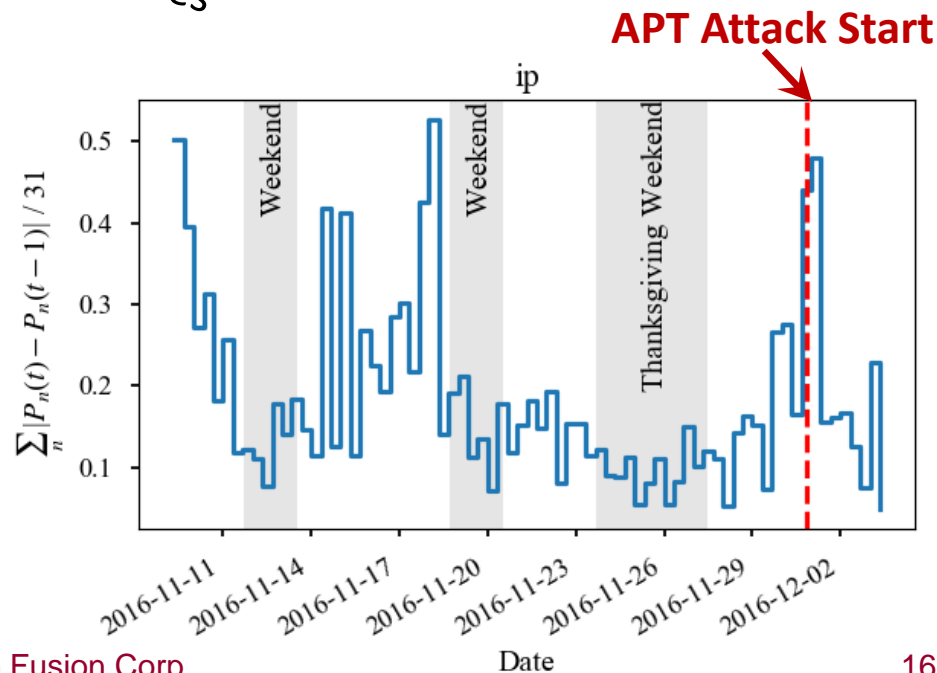 APT Attack Start
ip
Weekend
Weekend
Thanksgiving Weekend
0.5
0.4
0.3
0.2
0.1
∑n|Pn(t) − Pn(t − 1)| / 31
2016-11-11
2016-11-14
2016-11-17
2016-11-20
2016-11-23
2016-11-26
2016-11-29
2016-12-02
Date
Fusion Corp
16